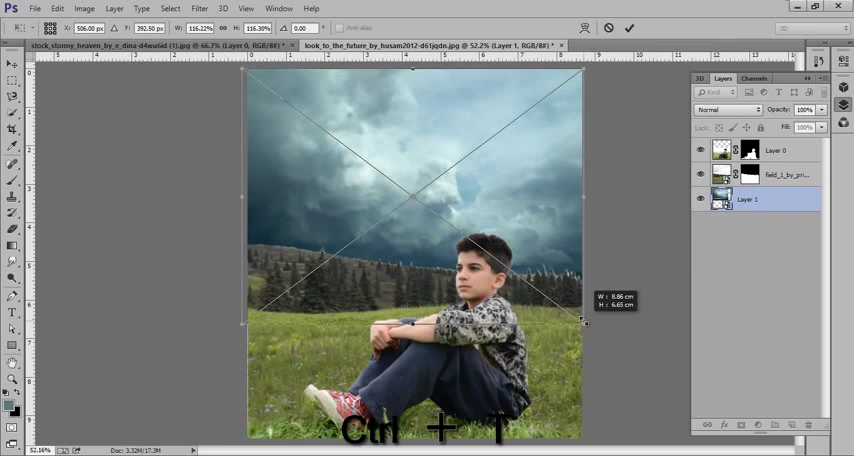 Ps File Edit Image Layer Type Select Filter 3D View Window Help
X: 506.00 px Y: 392.50 px W: 116.22% H: 116.30% 0.00 ° Anti-alias 3D
stock_stormy_heaven_by_e_dina-d4wu6id (1).jpg @ 66.7% (Layer 0, RGB/8#) * × look_to_the_future_by_husam2012-d61jqdn.jpg @ 52.2% (Layer 1, RGB/8#) * ×
3D Layers Channels
Kind
Normal Opacity: 100%
Lock: Fill: 100%
Layer 0
field_1_by_pri...
Layer 1
W : 8.86 cm
H : 6.65 cm
Ctrl + T
52.16% Doc: 3.32M/17.3M